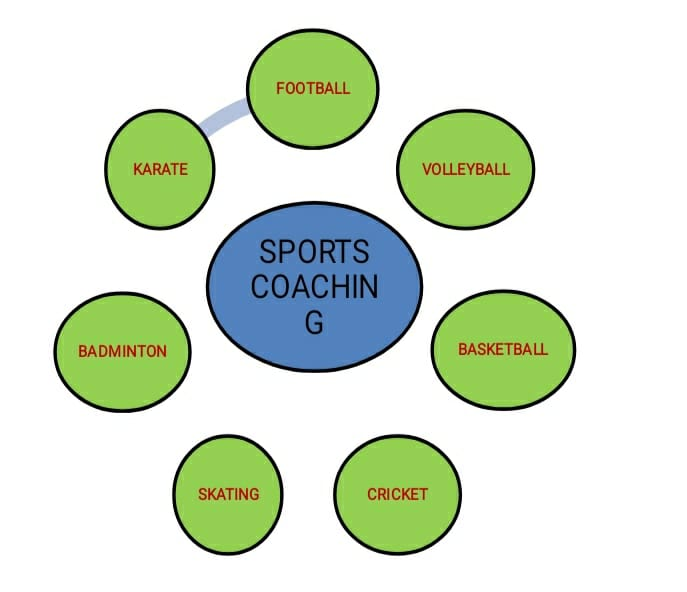 FOOTBALL
KARATE
VOLLEYBALL
SPORTS
COACHIN
G
BADMINTON
BASKETBALL
SKATING
CRICKET